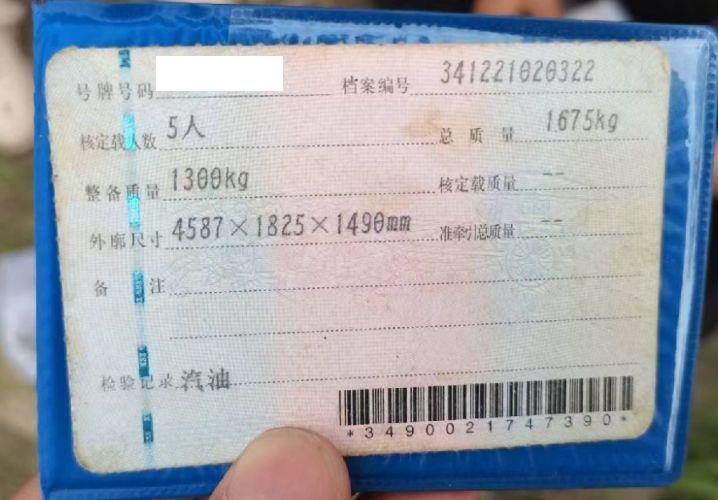 号牌号码 档案编号 341221020322
核定载人数 5人 总质量 1675kg
整备质量 1300kg 核定载质量 --
外廓尺寸 4587×1825×1490mm 准牵引总质量 --
备注
检验记录 汽油
*3490021747390*